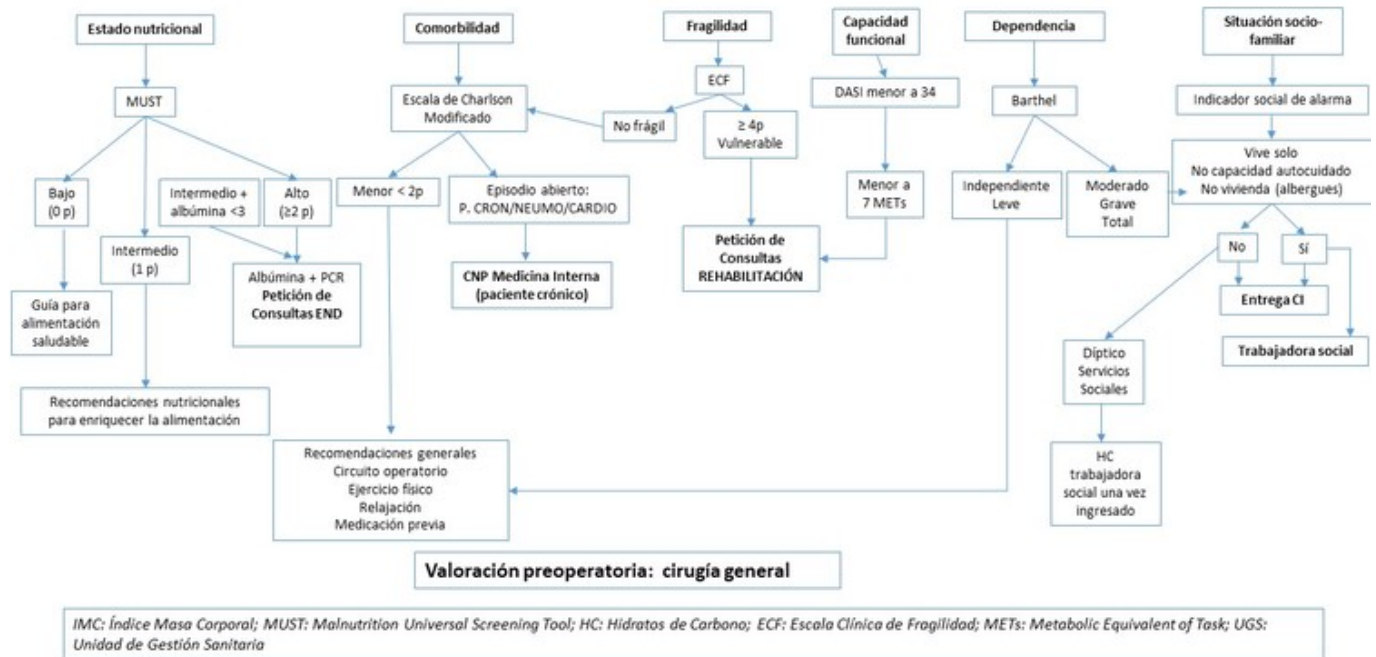 Estado nutricional
Comorbilidad
Fragilidad
Capacidad
funcional
Dependencia
Situación socio-
familiar
MUST
Escala de Charlson
Modificado
ECF
DASI menor a 34
Barthel
Indicador social de alarma
No frágil
≥ 4p
Vulnerable
Bajo
(0 p)
Intermedio +
albúmina <3
Alto
(≥2 p)
Menor < 2p
Episodio abierto:
P. CRON/NEUMO/CARDIO
Menor a
7 METs
Independiente
Leve
Moderado
Grave
Total
Vive solo
No capacidad autocuidado
No vivienda (albergues)
Intermedio
(1 p)
No
Sí
Guía para
alimentación
saludable
Albúmina + PCR
Petición de
Consultas END
CNP Medicina Interna
(paciente crónico)
Petición de
Consultas
REHABILITACIÓN
Entrega CI
Trabajadora social
Díptico
Servicios
Sociales
Recomendaciones nutricionales
para enriquecer la alimentación
Recomendaciones generales
Circuito operatorio
Ejercicio físico
Relajación
Medicación previa
HC
trabajadora
social una vez
ingresado
Valoración preoperatoria: cirugía general
IMC: Índice Masa Corporal; MUST: Malnutrition Universal Screening Tool; HC: Hidratos de Carbono; ECF: Escala Clínica de Fragilidad; METs: Metabolic Equivalent of Task; UGS:
Unidad de Gestión Sanitaria